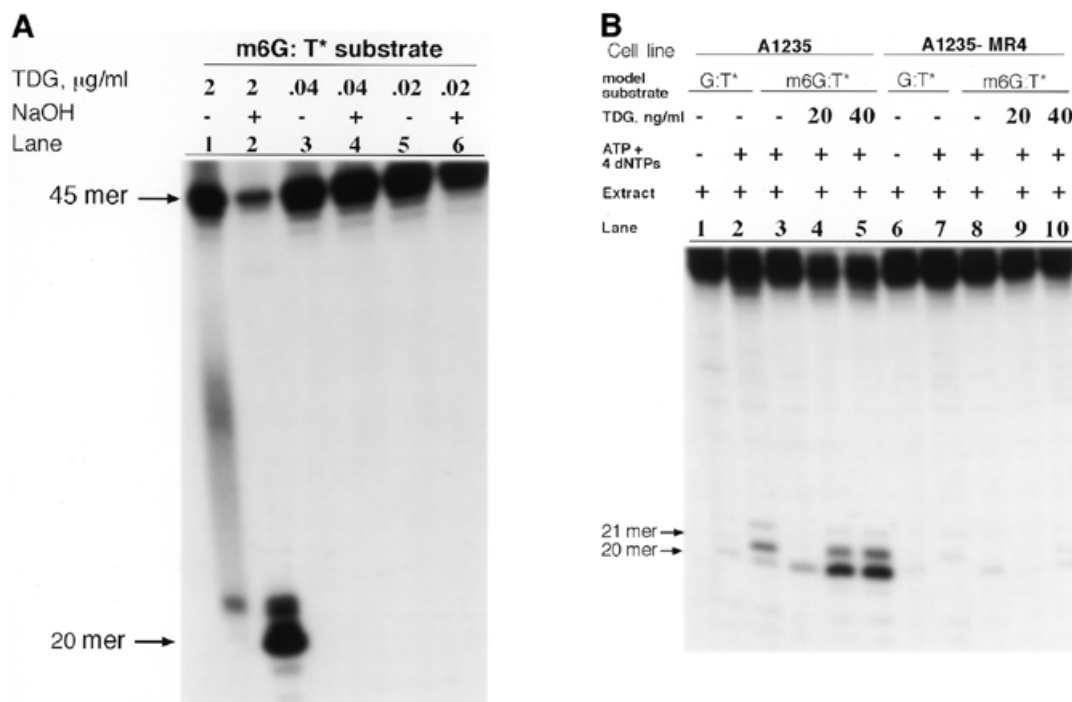 A
m6G: T* substrate
TDG, µg/ml 2 2 .04 .04 .02 .02
NaOH - + - + - +
Lane 1 2 3 4 5 6
45 mer
20 mer
B
Cell line A1235 A1235- MR4
model substrate G:T* m6G:T* G:T* m6G:T*
TDG, ng/ml - - - 20 40 - - - 20 40
ATP + 4 dNTPs - + + + + - + + + +
Extract + + + + + + + + + +
Lane 1 2 3 4 5 6 7 8 9 10
21 mer
20 mer